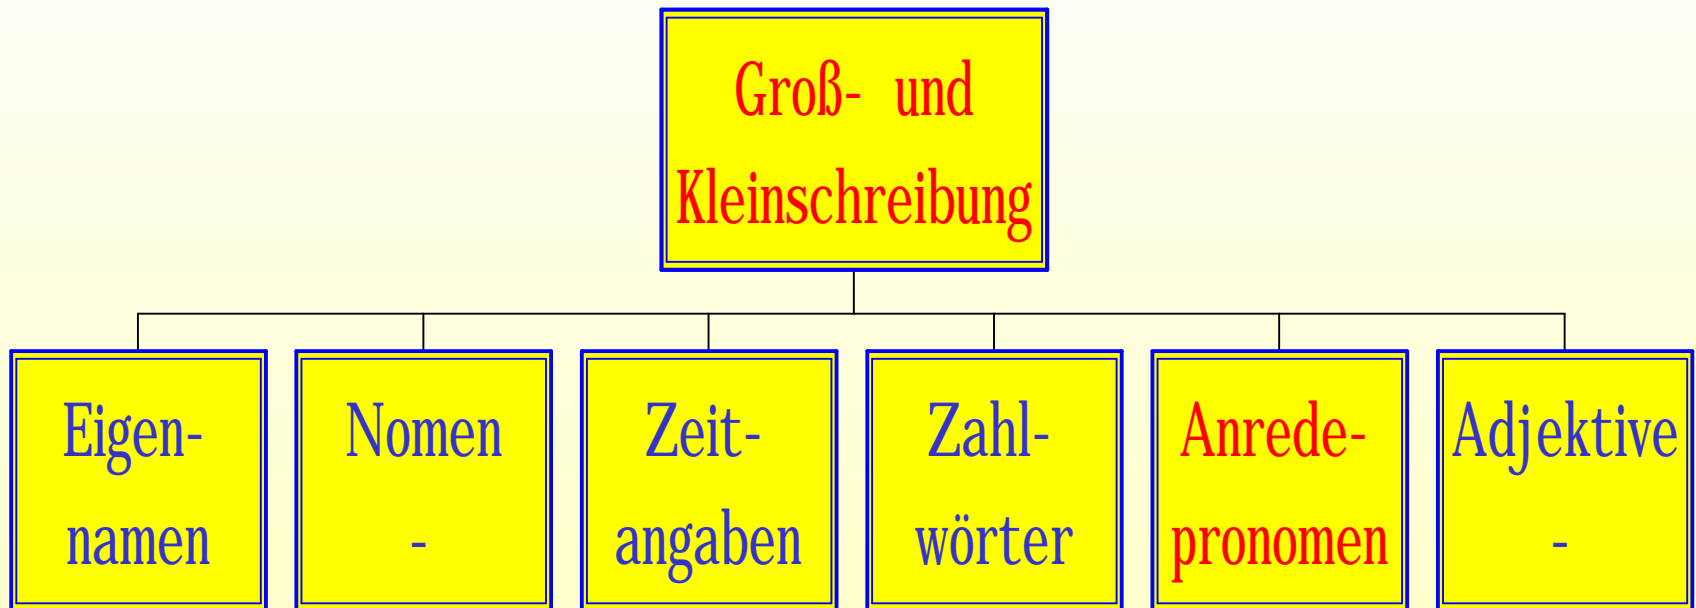 Groß- und
Kleinschreibung
Eigen-
namen
Nomen
-
Zeit-
angaben
Zahl-
wörter
Anrede-
pronomen
Adjektive
-